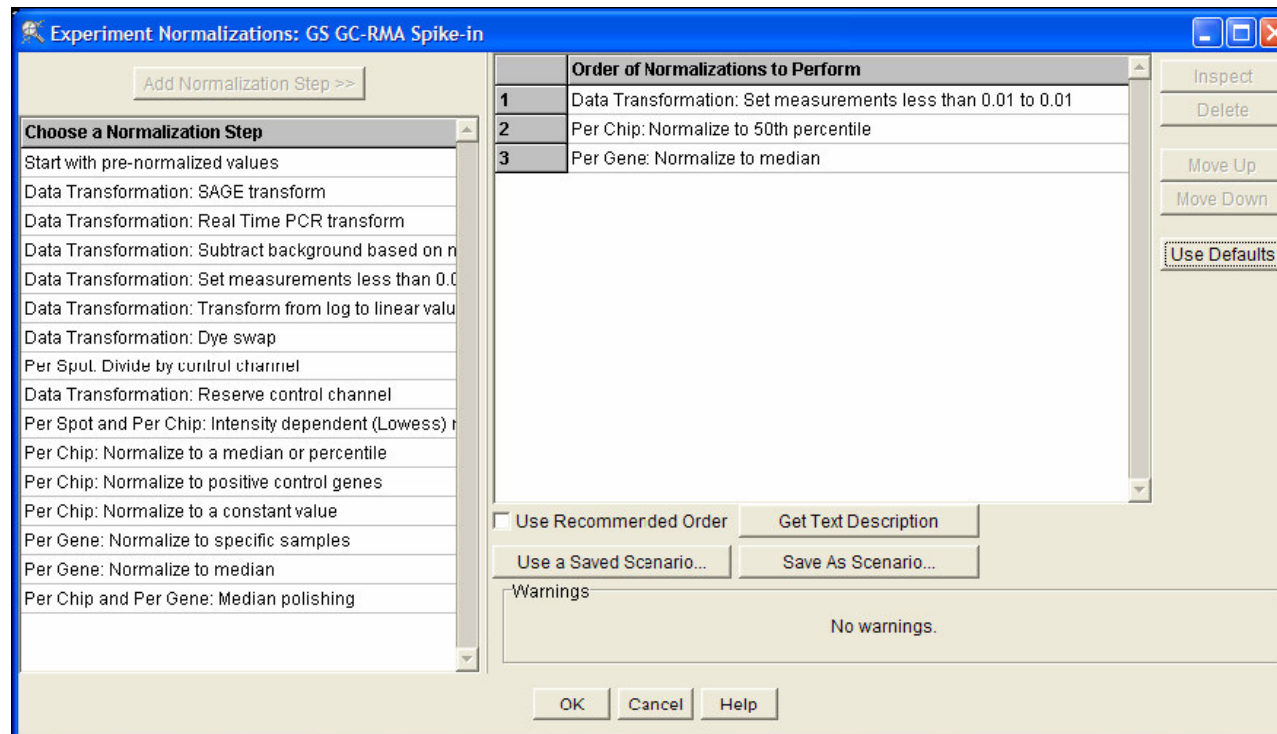 Experiment Normalizations: GS GC-RMA Spike-in
Add Normalization Step >>
Choose a Normalization Step
Start with pre-normalized values
Data Transformation: SAGE transform
Data Transformation: Real Time PCR transform
Data Transformation: Subtract background based on n
Data Transformation: Set measurements less than 0.0
Data Transformation: Transform from log to linear valu
Data Transformation: Dye swap
Per Spot: Divide by control channel
Data Transformation: Reserve control channel
Per Spot and Per Chip: Intensity dependent (Lowess) r
Per Chip: Normalize to a median or percentile
Per Chip: Normalize to positive control genes
Per Chip: Normalize to a constant value
Per Gene: Normalize to specific samples
Per Gene: Normalize to median
Per Chip and Per Gene: Median polishing
Order of Normalizations to Perform
1 Data Transformation: Set measurements less than 0.01 to 0.01
2 Per Chip: Normalize to 50th percentile
3 Per Gene: Normalize to median
Inspect
Delete
Move Up
Move Down
Use Defaults
Use Recommended Order
Get Text Description
Use a Saved Scenario...
Save As Scenario...
Warnings
No warnings.
OK
Cancel
Help